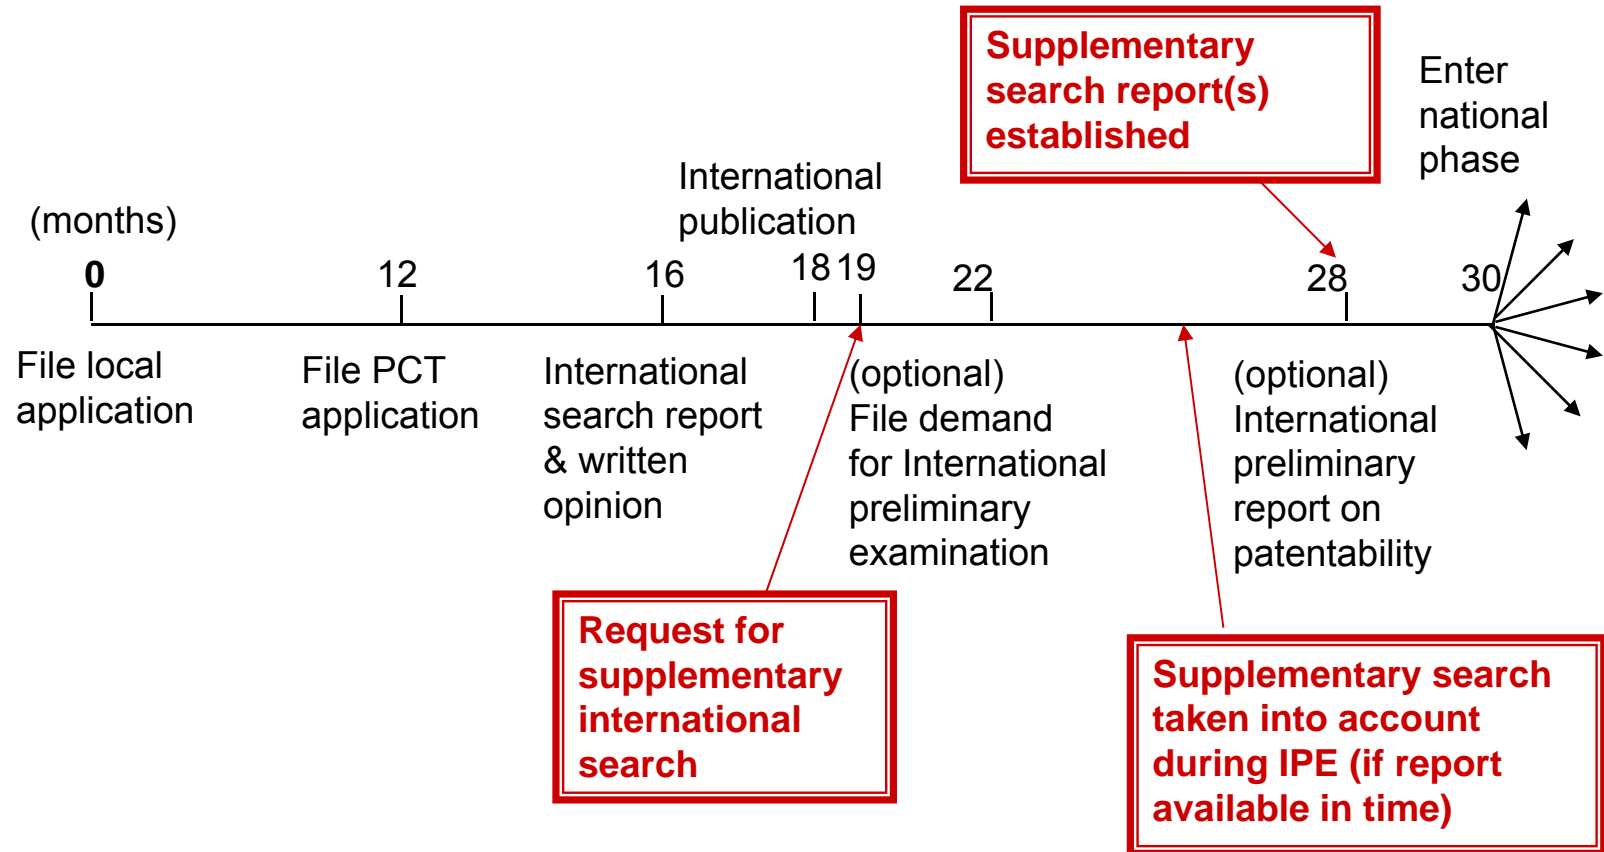 Supplementary
search report(s)
established
Enter
national
phase
International
publication
(months)
0
12
16
18
19
22
28
30
File local
application
File PCT
application
International
search report
& written
opinion
(optional)
File demand
for International
preliminary
examination
(optional)
International
preliminary
report on
patentability
Request for
supplementary
international
search
Supplementary search
taken into account
during IPE (if report
available in time)